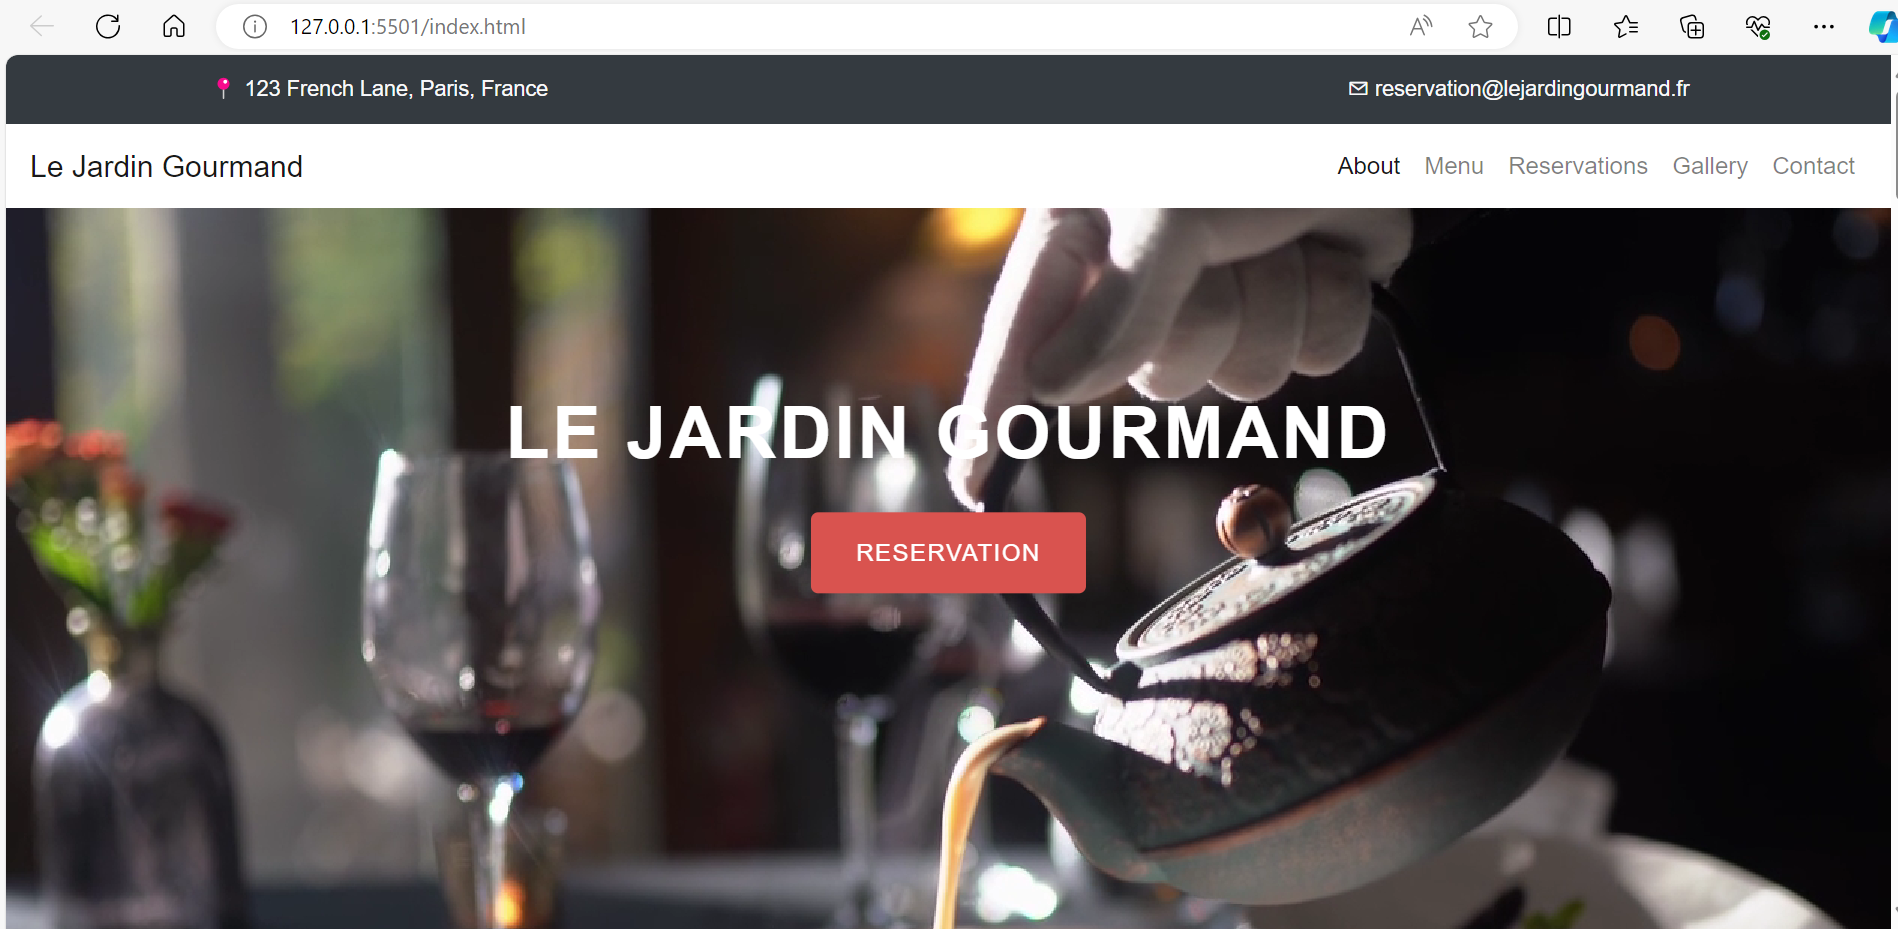 127.0.0.1:5501/index.html
123 French Lane, Paris, France
reservation@lejardingourmand.fr
Le Jardin Gourmand
About Menu Reservations Gallery Contact
LE JARDIN GOURMAND
RESERVATION